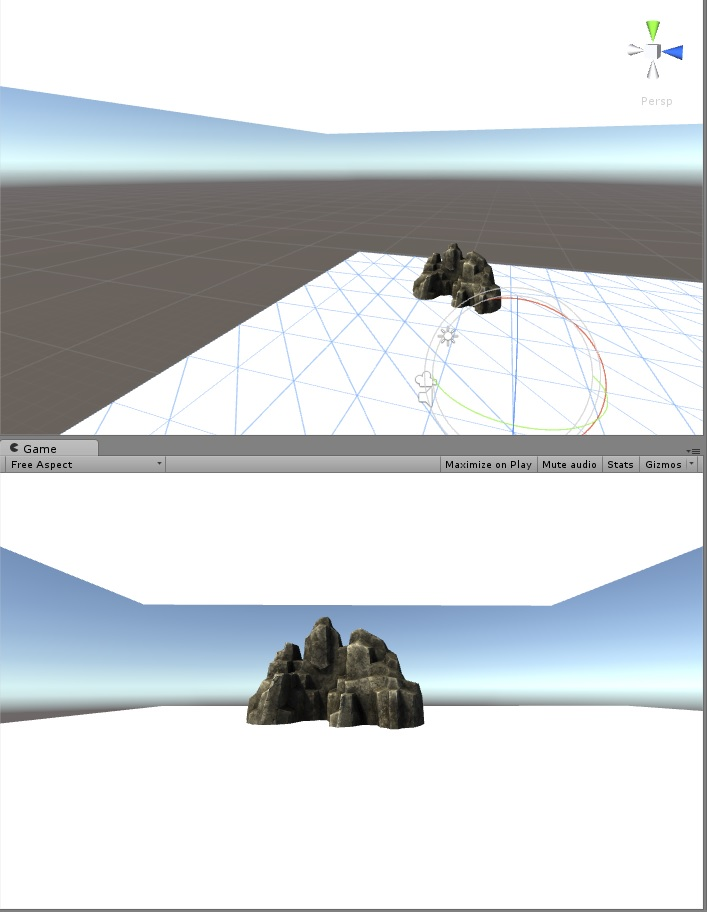 Persp
Game
Free Aspect
Maximize on Play
Mute audio
Stats
Gizmos